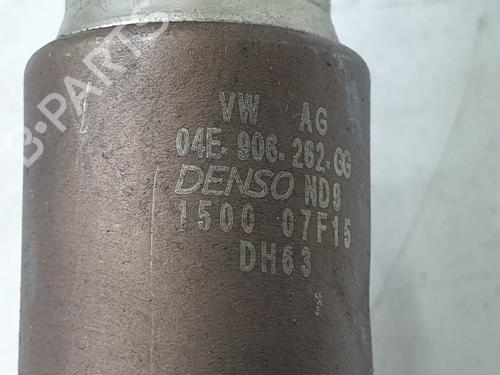 VW AG
04E-906-262-GG
DENSO ND9
1500 07F15
DH63
B-PARTS